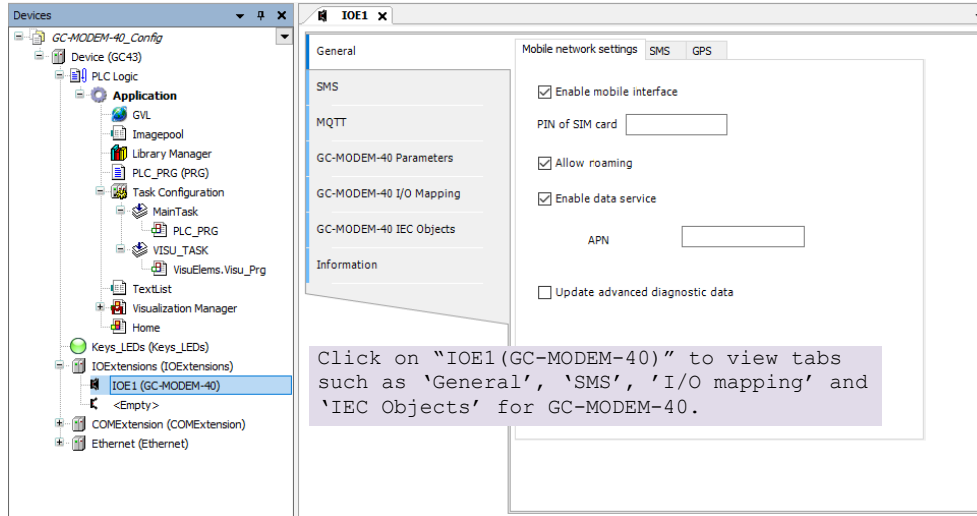 Devices
GC-MODEM-40_Config
Device (GC43)
PLC Logic
Application
GVL
Imagepool
Library Manager
PLC_PRG (PRG)
Task Configuration
MainTask
PLC_PRG
VISU_TASK
VisuElems.Visu_Prg
TextList
Visualization Manager
Home
Keys_LEDs (Keys_LEDs)
IOExtensions (IOExtensions)
IOE1 (GC-MODEM-40)
<Empty>
COMExtension (COMExtension)
Ethernet (Ethernet)
IOE1
General
SMS
MQTT
GC-MODEM-40 Parameters
GC-MODEM-40 I/O Mapping
GC-MODEM-40 IEC Objects
Information
Mobile network settings SMS GPS
Enable mobile interface
PIN of SIM card
Allow roaming
Enable data service
APN
Update advanced diagnostic data
Click on “IOE1(GC-MODEM-40)” to view tabs
such as ‘General’, ‘SMS’, ’I/O mapping’ and
‘IEC Objects’ for GC-MODEM-40.